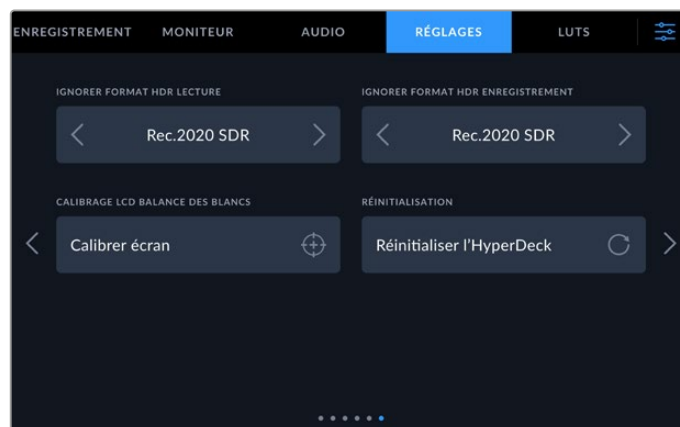 ENREGISTREMENT MONITEUR AUDIO RÉGLAGES LUTS
IGNORER FORMAT HDR LECTURE IGNORER FORMAT HDR ENREGISTREMENT
Rec.2020 SDR Rec.2020 SDR
CALIBRAGE LCD BALANCE DES BLANCS RÉINITIALISATION
Calibrer écran Réinitialiser l’HyperDeck